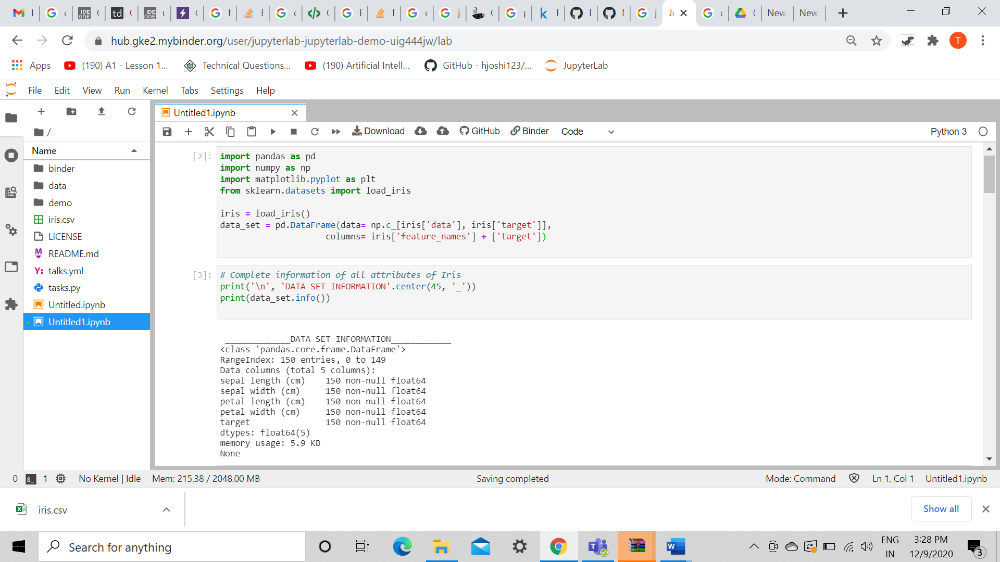 hub.gke2.mybinder.org/user/jupyterlab-jupyterlab-demo-uig444jw/lab
Apps (190) A1 - Lesson 1... Technical Questions... (190) Artificial Intell... GitHub - hjoshi123/... JupyterLab
File Edit View Run Kernel Tabs Settings Help
Untitled1.ipynb
Download GitHub Binder Code Python 3
/
Name
binder
data
demo
iris.csv
LICENSE
README.md
talks.yml
tasks.py
Untitled.ipynb
Untitled1.ipynb
[2]:
import pandas as pd
import numpy as np
import matplotlib.pyplot as plt
from sklearn.datasets import load_iris
iris = load_iris()
data_set = pd.DataFrame(data= np.c_[iris['data'], iris['target']],
columns= iris['feature_names'] + ['target'])
[3]:
# Complete information of all attributes of Iris
print('\n', 'DATA SET INFORMATION'.center(45, '_'))
print(data_set.info())
_____________DATA SET INFORMATION____________
<class 'pandas.core.frame.DataFrame'>
RangeIndex: 150 entries, 0 to 149
Data columns (total 5 columns):
sepal length (cm)    150 non-null float64
sepal width (cm)     150 non-null float64
petal length (cm)    150 non-null float64
petal width (cm)     150 non-null float64
target               150 non-null float64
dtypes: float64(5)
memory usage: 5.9 KB
None
0 1 No Kernel | Idle Mem: 215.38 / 2048.00 MB Saving completed Mode: Command Ln 1, Col 1 Untitled1.ipynb
iris.csv Show all
Search for anything
ENG
IN
3:28 PM
12/9/2020
3